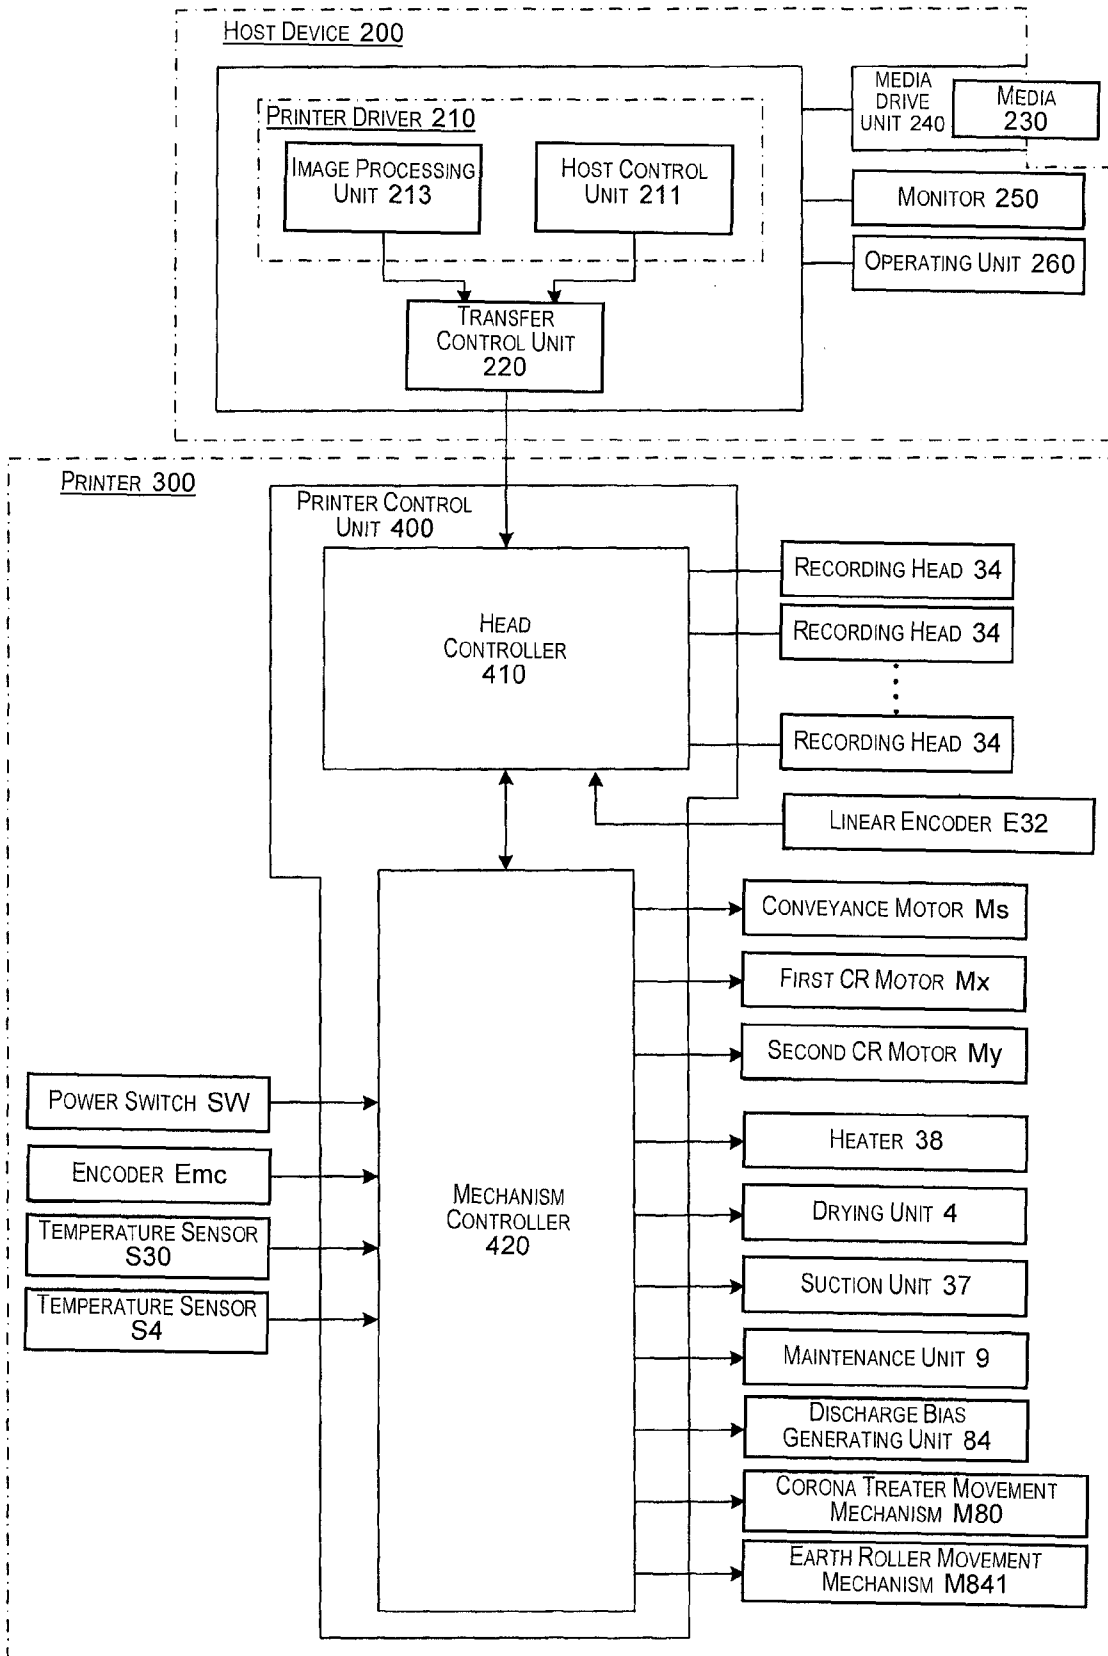 HOST DEVICE 200
PRINTER DRIVER 210
IMAGE PROCESSING
UNIT 213
HOST CONTROL
UNIT 211
TRANSFER
CONTROL UNIT
220
MEDIA
DRIVE
UNIT 240
MEDIA
230
MONITOR 250
OPERATING UNIT 260
PRINTER 300
PRINTER CONTROL
UNIT 400
HEAD
CONTROLLER
410
RECORDING HEAD 34
RECORDING HEAD 34
RECORDING HEAD 34
LINEAR ENCODER E32
MECHANISM
CONTROLLER
420
POWER SWITCH SW
ENCODER Emc
TEMPERATURE SENSOR
S30
TEMPERATURE SENSOR
S4
CONVEYANCE MOTOR Ms
FIRST CR MOTOR Mx
SECOND CR MOTOR My
HEATER 38
DRYING UNIT 4
SUCTION UNIT 37
MAINTENANCE UNIT 9
DISCHARGE BIAS
GENERATING UNIT 84
CORONA TREATER MOVEMENT
MECHANISM M80
EARTH ROLLER MOVEMENT
MECHANISM M841